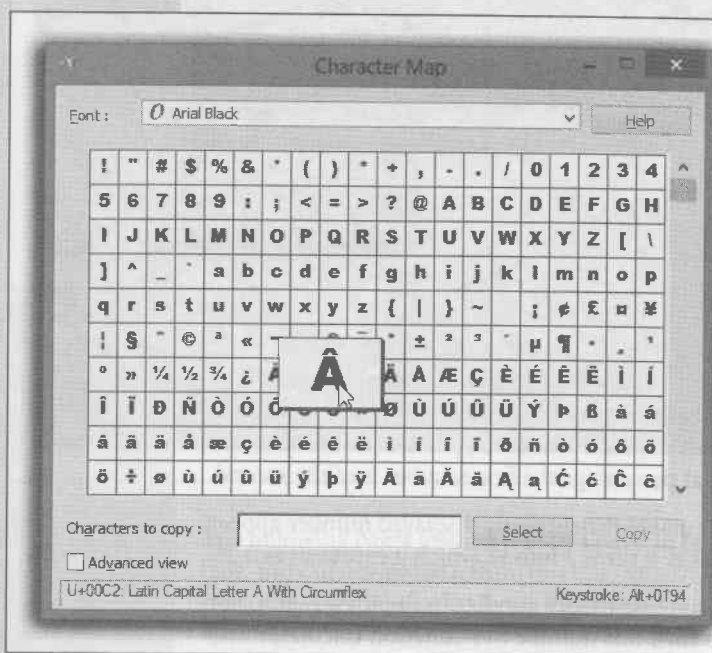 Character Map
Font : O Arial Black Help
! " # $ % & ' ( ) * + , - . / 0 1 2 3 4
5 6 7 8 9 : ; < = > ? @ A B C D E F G H
I J K L M N O P Q R S T U V W X Y Z [ \
] ^ _ ` a b c d e f g h i j k l m n o p
q r s t u v w x y z { | } ~ ¡ ¢ £ ¤ ¥
¦ § ¨ © ª « ° ± ² ³ ´ µ ¶ · ¸ ¹
º » ¼ ½ ¾ ¿ Â Ä Å Æ Ç È É Ê Ë Ì Í
Î Ï Ð Ñ Ò Ó Ø Ù Ú Û Ü Ý Þ ß à á
â ã ä å æ ç è é ê ë ì í î ï ð ñ ò ó ô õ
ö ÷ ø ù ú û ü ý þ ÿ Ā ā Ă ă Ą ą Ć ć Ĉ ĉ
Characters to copy : Select Copy
Advanced view
U+00C2: Latin Capital Letter A With Circumflex Keystroke: Alt+0194